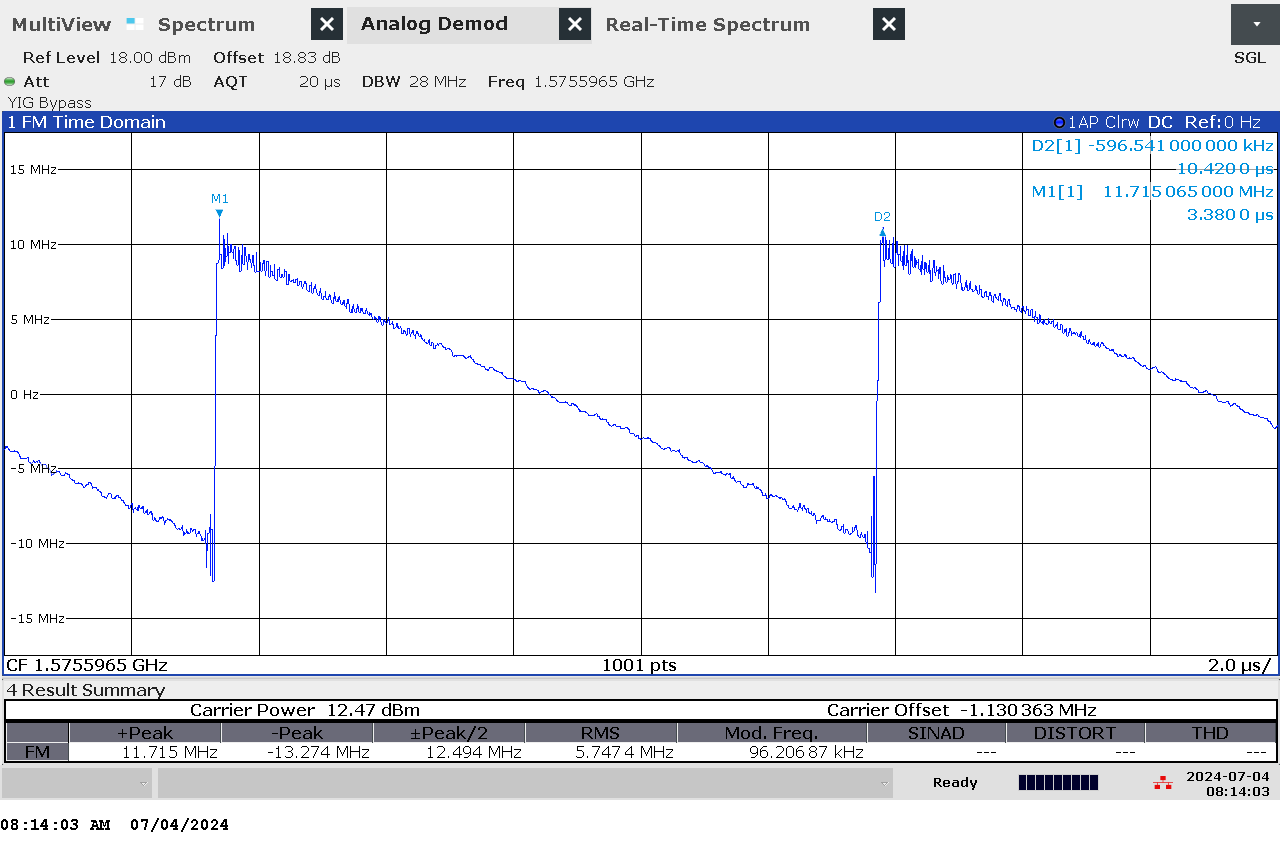 MultiView Spectrum Analog Demod Real-Time Spectrum
Ref Level 18.00 dBm Offset 18.83 dB SGL
Att 17 dB AQT 20 µs DBW 28 MHz Freq 1.5755965 GHz
YIG Bypass
1 FM Time Domain 1AP Clrw DC Ref:0 Hz
D2[1] -596.541 000 000 kHz
10.420 0 µs
M1[1] 11.715 065 000 MHz
3.380 0 µs
15 MHz
M1
D2
10 MHz
5 MHz
0 Hz
-5 MHz
-10 MHz
-15 MHz
CF 1.5755965 GHz 1001 pts 2.0 µs/
4 Result Summary
Carrier Power 12.47 dBm Carrier Offset -1.130 363 MHz
+Peak -Peak ±Peak/2 RMS Mod. Freq. SINAD DISTORT THD
FM 11.715 MHz -13.274 MHz 12.494 MHz 5.747 4 MHz 96.206 87 kHz --- --- ---
Ready 2024-07-04
08:14:03
08:14:03 AM 07/04/2024